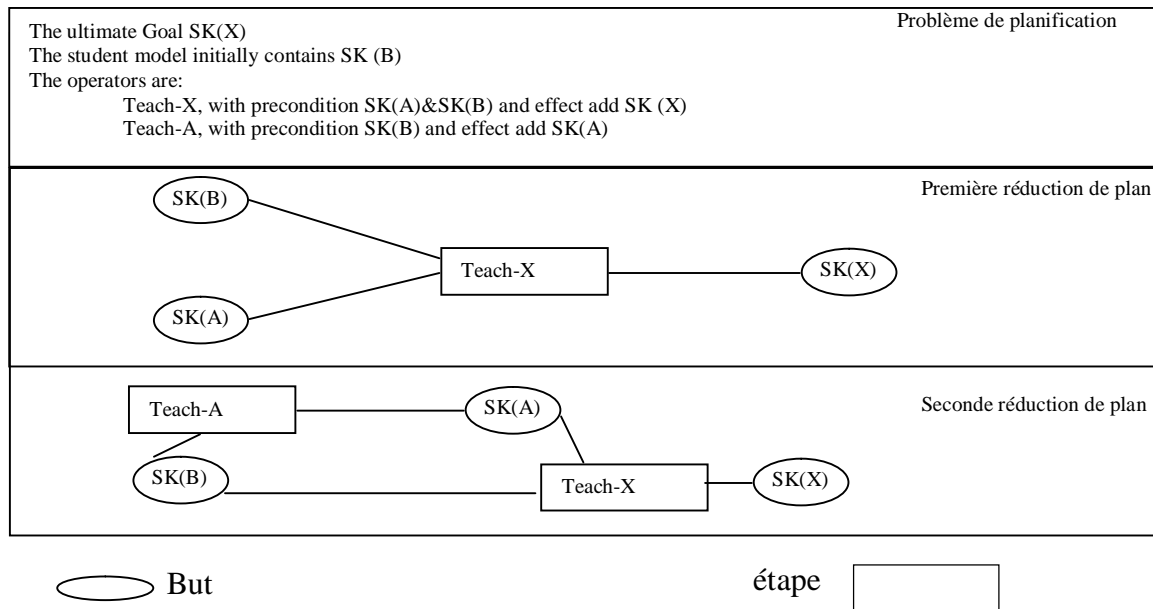 Problème de planification
The ultimate Goal SK(X)
The student model initially contains SK (B)
The operators are:
Teach-X, with precondition SK(A)&SK(B) and effect add SK (X)
Teach-A, with precondition SK(B) and effect add SK(A)
Première réduction de plan
SK(B)
Teach-X
SK(X)
SK(A)
Seconde réduction de plan
Teach-A
SK(A)
SK(B)
Teach-X
SK(X)
But
étape